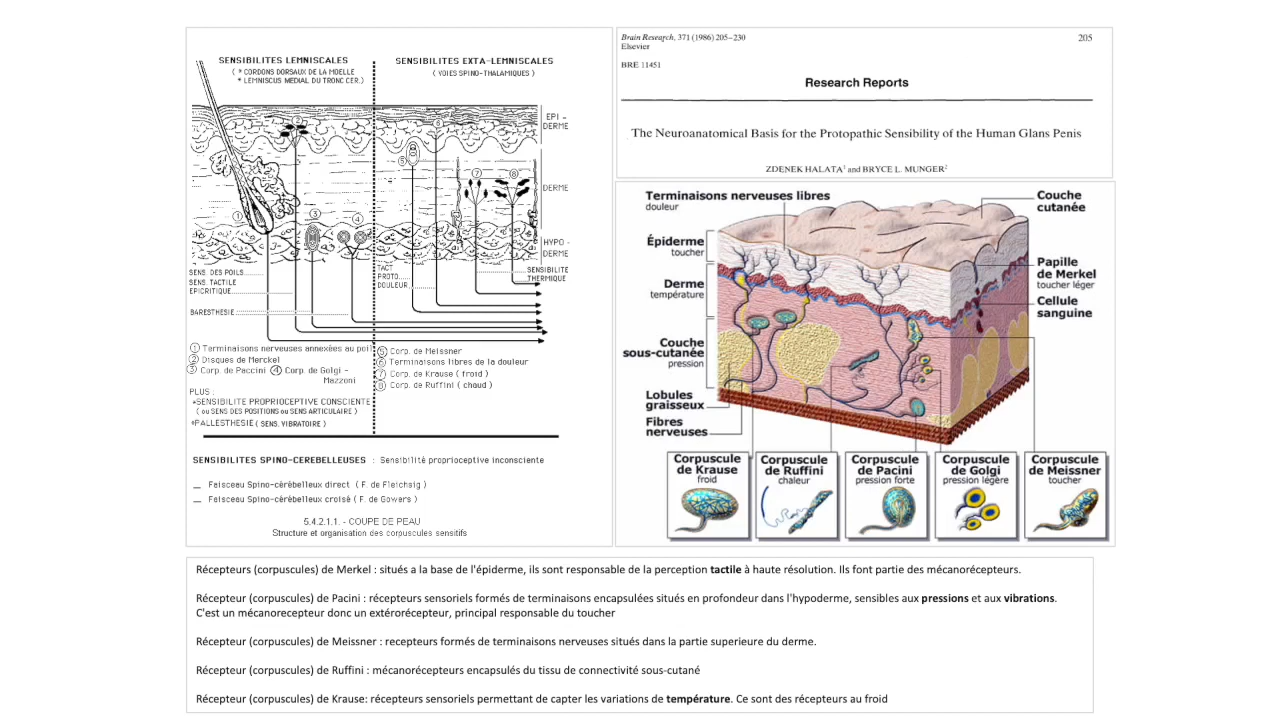 SENSIBILITES LEMNISCALES
( * CORDONS DORSAUX DE LA MOELLE
* LEMNISCUS MEDIAL DU TRONC CER.)
SENSIBILITES EXTA-LEMNISCALES
( VOIES SPINO-THALAMIQUES )
EPI -
DERME
DERME
HYPO -
DERME
1
2
3
4
5
6
7
8
SENS. DES POILS
SENS. TACTILE
EPICRITIQUE
BARESTHESIE
TACT
PROTO.
DOULEUR
SENSIBILITE
THERMIQUE
1 Terminaisons nerveuses annexées au poil
2 Disques de Merckel
3 Corp. de Paccini 4 Corp. de Golgi -
Mazzoni
PLUS :
*SENSIBILITE PROPRIOCEPTIVE CONSCIENTE
( ou SENS DES POSITIONS ou SENS ARTICULAIRE )
*PALLESTHESIE ( SENS. VIBRATOIRE )
5 Corp. de Meissner
6 Terminaisons libres de la douleur
7 Corp. de Krause ( froid )
8 Corp. de Ruffini ( chaud )
SENSIBILITES SPINO-CEREBELLEUSES : Sensibilité proprioceptive inconsciente
_ Faisceau Spino-cérébelleux direct ( F. de Fleichsig )
_ Faisceau Spino-cérébelleux croisé ( F. de Gowers )
5.4.2.1.1. - COUPE DE PEAU
Structure et organisation des corpuscules sensitifs
Brain Research, 371 (1986) 205–230
Elsevier
205
BRE 11451
Research Reports
The Neuroanatomical Basis for the Protopathic Sensibility of the Human Glans Penis
ZDENEK HALATA¹ and BRYCE L. MUNGER²
Terminaisons nerveuses libres
douleur
Couche
cutanée
Épiderme
toucher
Derme
température
Couche
sous-cutanée
pression
Lobules
graisseux
Fibres
nerveuses
Papille
de Merkel
toucher léger
Cellule
sanguine
Corpuscule
de Krause
froid
Corpuscule
de Ruffini
chaleur
Corpuscule
de Pacini
pression forte
Corpuscule
de Golgi
pression légère
Corpuscule
de Meissner
toucher
Récepteurs (corpuscules) de Merkel : situés a la base de l'épiderme, ils sont responsable de la perception tactile à haute résolution. Ils font partie des mécanorécepteurs.
Récepteur (corpuscules) de Pacini : récepteurs sensoriels formés de terminaisons encapsulées situés en profondeur dans l'hypoderme, sensibles aux pressions et aux vibrations.
C'est un mécanorecepteur donc un extérorécepteur, principal responsable du toucher
Récepteur (corpuscules) de Meissner : recepteurs formés de terminaisons nerveuses situés dans la partie superieure du derme.
Récepteur (corpuscules) de Ruffini : mécanorécepteurs encapsulés du tissu de connectivité sous-cutané
Récepteur (corpuscules) de Krause: récepteurs sensoriels permettant de capter les variations de température. Ce sont des récepteurs au froid